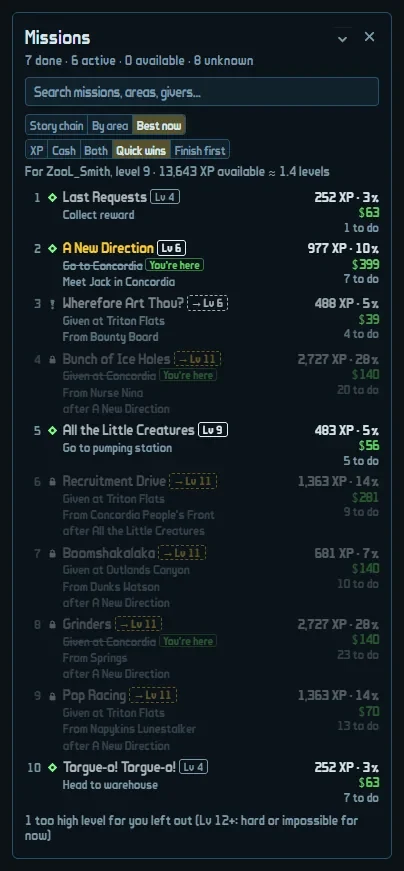 Missions
7 done · 6 active · 0 available · 8 unknown
Search missions, areas, givers...
Story chain By area Best now
XP Cash Both Quick wins Finish first
For ZaoL_Smith, level 9 · 13,643 XP available ≈ 1.4 levels
1 Last Requests Lv 4 252 XP · 3%
Collect reward $63
1 to do
2 A New Direction Lv 6 977 XP · 10%
Go to Concordia You're here $399
Meet Jack in Concordia 7 to do
3 ! Wherefore Art Thou? →Lv 6 488 XP · 5%
Given at Triton Flats $39
From Bounty Board 4 to do
4 Bunch of Ice Holes →Lv 11 2,727 XP · 28%
Given at Concordia You're here $140
From Nurse Nina 20 to do
after A New Direction
5 All the Little Creatures Lv 9 483 XP · 5%
Go to pumping station $56
5 to do
6 Recruitment Drive →Lv 11 1,363 XP · 14%
Given at Triton Flats $281
From Concordia People's Front 9 to do
after All the Little Creatures
7 Boomshakalaka →Lv 11 681 XP · 7%
Given at Outlands Canyon $140
From Dunks Watson 10 to do
after A New Direction
8 Grinders →Lv 11 2,727 XP · 28%
Given at Concordia You're here $140
From Springs 23 to do
after A New Direction
9 Pop Racing →Lv 11 1,363 XP · 14%
Given at Triton Flats $70
From Napykins Lunestalker 13 to do
after A New Direction
10 Torgue-o! Torgue-o! Lv 4 252 XP · 3%
Head to warehouse $63
7 to do
1 too high level for you left out (Lv 12+: hard or impossible for
now)